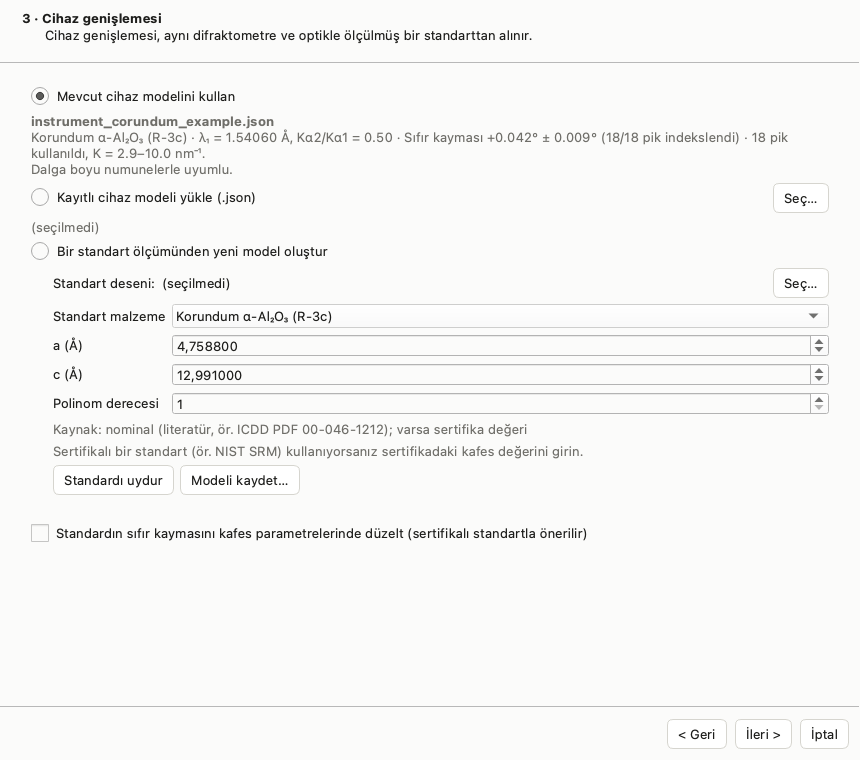 3 · Cihaz genişlemesi
Cihaz genişlemesi, aynı difraktometre ve optikle ölçülmüş bir standarttan alınır.
Mevcut cihaz modelini kullan
instrument_corundum_example.json
Korundum α-Al₂O₃ (R-3c) · λ₁ = 1.54060 Å, Kα2/Kα1 = 0.50 · Sıfır kayması +0.042° ± 0.009° (18/18 pik indekslendi) · 18 pik
kullanıldı, K = 2.9–10.0 nm⁻¹.
Dalga boyu numunelerle uyumlu.
Kayıtlı cihaz modeli yükle (.json)
Seç...
(seçilmedi)
Bir standart ölçümünden yeni model oluştur
Standart deseni: (seçilmedi)
Seç...
Standart malzeme Korundum α-Al₂O₃ (R-3c)
a (Å) 4,758800
c (Å) 12,991000
Polinom derecesi 1
Kaynak: nominal (literatür, ör. ICDD PDF 00-046-1212); varsa sertifika değeri
Sertifikalı bir standart (ör. NIST SRM) kullanıyorsanız sertifikadaki kafes değerini girin.
Standardı uydur Modeli kaydet...
Standardın sıfır kaymasını kafes parametrelerinde düzelt (sertifikalı standartla önerilir)
< Geri İleri > İptal